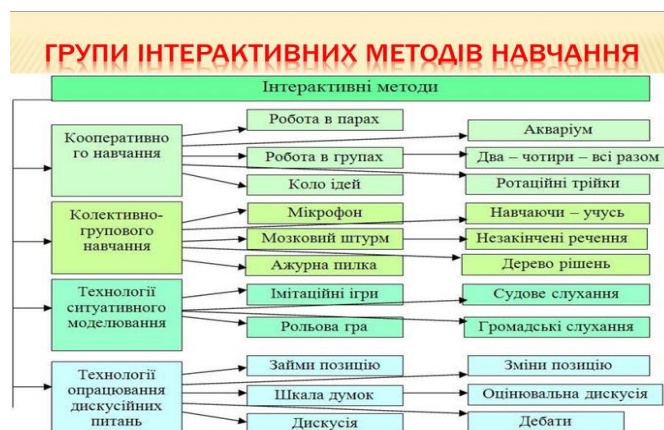 ГРУПИ ІНТЕРАКТИВНИХ МЕТОДІВ НАВЧАННЯ
Інтерактивні методи
Кооперативно
го навчання
Робота в парах
Акваріум
Робота в групах
Два – чотири – всі разом
Коло ідей
Ротаційні трійки
Колективно-
групового
навчання
Мікрофон
Навчаючи – учусь
Мозковий штурм
Незакінчені речення
Ажурна пилка
Дерево рішень
Технології
ситуативного
моделювання
Імітаційні ігри
Судове слухання
Рольова гра
Громадські слухання
Технології
опрацювання
дискусійних
питань
Займи позицію
Зміни позицію
Шкала думок
Оцінювальна дискусія
Дискусія
Дебати